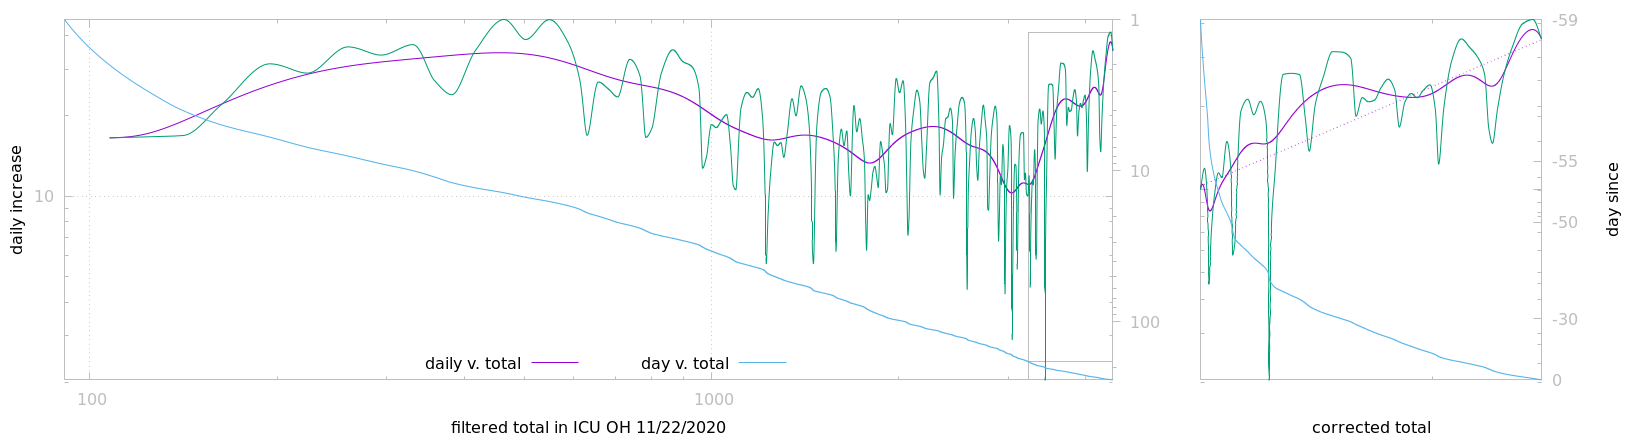 1
-59
daily increase
10
10
-55
-50
day since
100
-30
daily v. total
day v. total
0
100
1000
filtered total in ICU OH 11/22/2020
corrected total